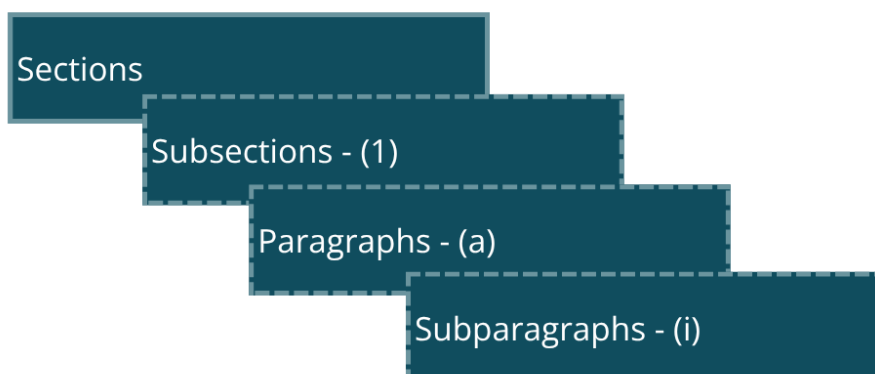 Sections
Subsections - (1)
Paragraphs - (a)
Subparagraphs - (i)